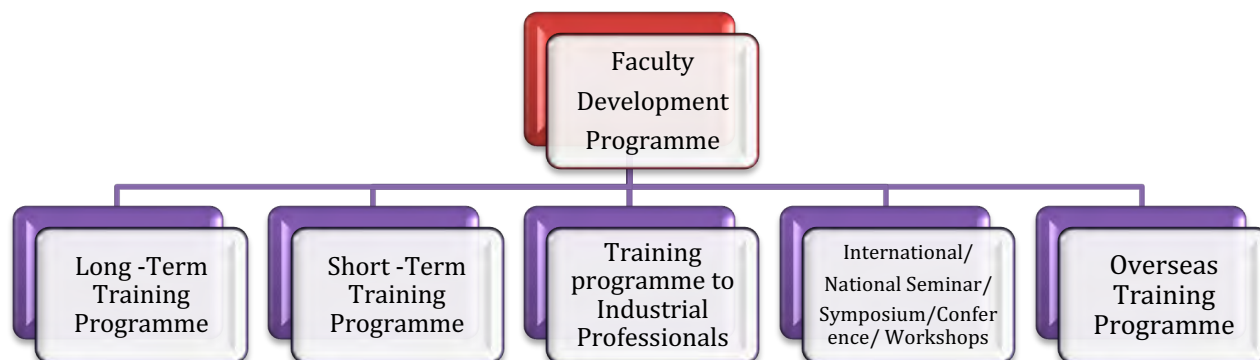 Faculty
Development
Programme
Long -Term
Training
Programme
Short -Term
Training
Programme
Training
programme to
Industrial
Professionals
International/
National Seminar/
Symposium/Confer
ence/ Workshops
Overseas
Training
Programme